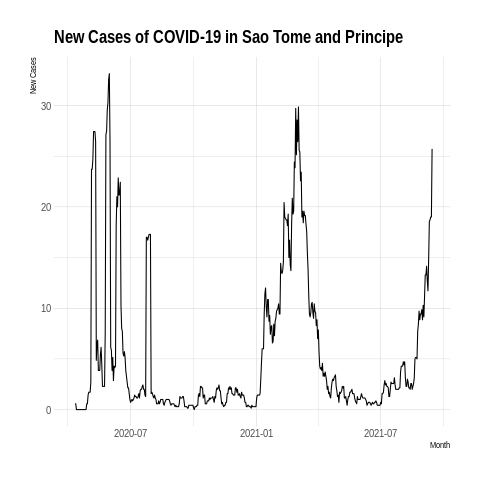 New Cases of COVID-19 in Sao Tome and Principe
New Cases
30
20
10
0
2020-07
2021-01
2021-07
Month